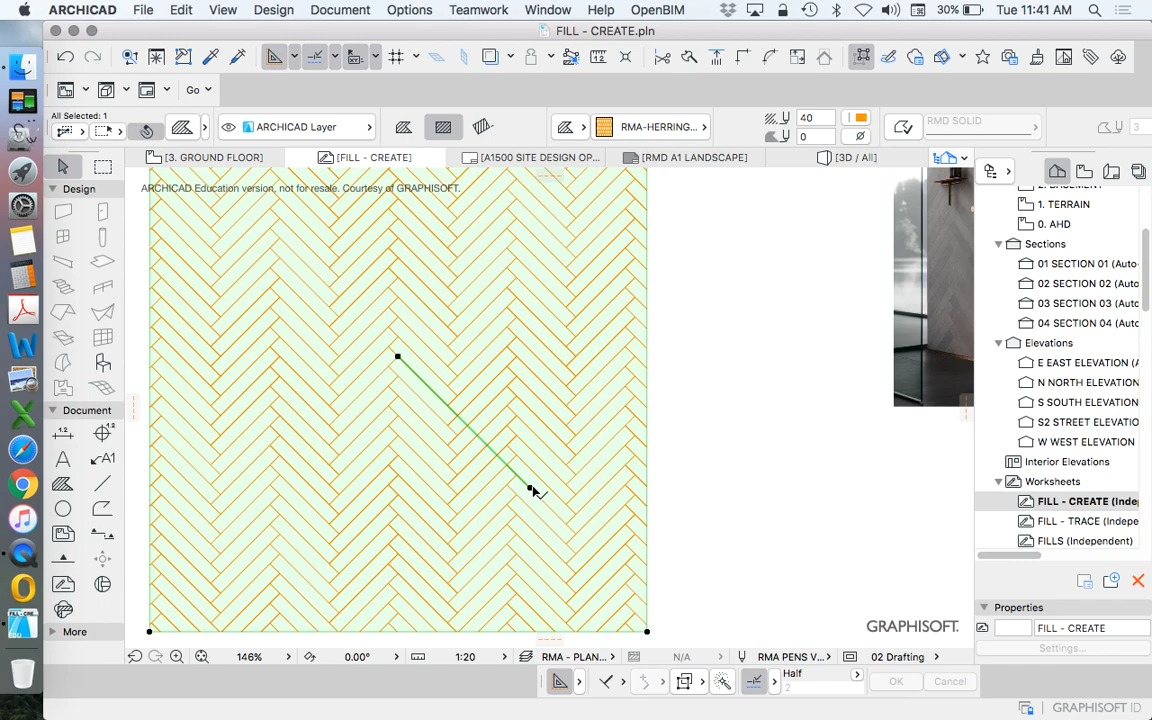 ARCHICAD File Edit View Design Document Options Teamwork Window Help OpenBIM 30% Tue 11:41 AM
FILL - CREATE.pln
Go
All Selected: 1
ARCHICAD Layer
RMA-HERRING...
40
0
RMD SOLID
3
[3. GROUND FLOOR] [FILL - CREATE] [A1500 SITE DESIGN OP... [RMD A1 LANDSCAPE] [3D / All]
ARCHICAD Education version, not for resale. Courtesy of GRAPHISOFT.
Design
Document
More
1. TERRAIN
0. AHD
Sections
01 SECTION 01 (Auto-
02 SECTION 02 (Auto
03 SECTION 03 (Auto
04 SECTION 04 (Auto
Elevations
E EAST ELEVATION (A
N NORTH ELEVATION
S SOUTH ELEVATION
S2 STREET ELEVATIO
W WEST ELEVATION
Interior Elevations
Worksheets
FILL - CREATE (Inde
FILL - TRACE (Indepe
FILLS (Independent)
Properties
FILL - CREATE
Settings...
GRAPHISOFT.
146% 0.00° 1:20 RMA - PLAN... N/A RMA PENS V... 02 Drafting
Half
2
OK Cancel
GRAPHISOFT ID